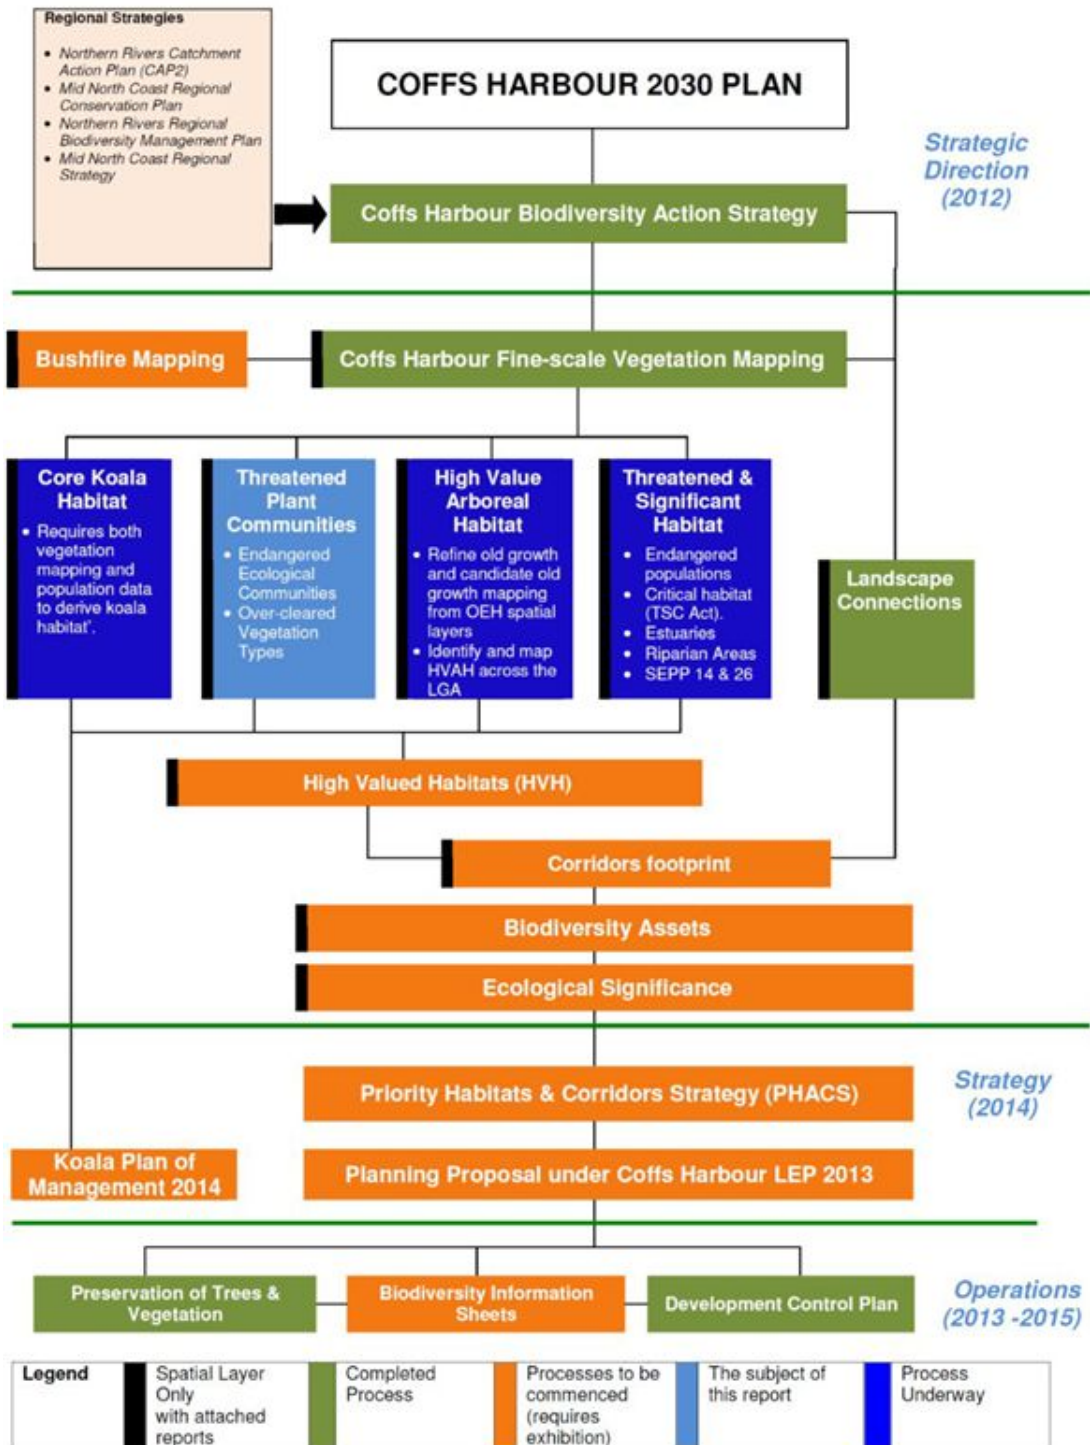 Regional Strategies
• Northern Rivers Catchment
Action Plan (CAP2)
• Mid North Coast Regional
Conservation Plan
• Northern Rivers Regional
Biodiversity Management Plan
• Mid North Coast Regional
Strategy
COFFS HARBOUR 2030 PLAN
Strategic
Direction
(2012)
Coffs Harbour Biodiversity Action Strategy
Bushfire Mapping
Coffs Harbour Fine-scale Vegetation Mapping
Core Koala
Habitat
• Requires both
vegetation
mapping and
population data
to derive koala
habitat'.
Threatened
Plant
Communities
• Endangered
Ecological
Communities
• Over-cleared
Vegetation
Types
High Value
Arboreal
Habitat
• Refine old growth
and candidate old
growth mapping
from OEH spatial
layers
• Identify and map
HVAH across the
LGA
Threatened &
Significant
Habitat
• Endangered
populations
• Critical habitat
(TSC Act).
• Estuaries
• Riparian Areas
• SEPP 14 & 26
Landscape
Connections
High Valued Habitats (HVH)
Corridors footprint
Biodiversity Assets
Ecological Significance
Priority Habitats & Corridors Strategy (PHACS)
Strategy
(2014)
Koala Plan of
Management 2014
Planning Proposal under Coffs Harbour LEP 2013
Preservation of Trees &
Vegetation
Biodiversity Information
Sheets
Development Control Plan
Operations
(2013 -2015)
Legend
Spatial Layer
Only
with attached
reports
Completed
Process
Processes to be
commenced
(requires
exhibition)
The subject of
this report
Process
Underway